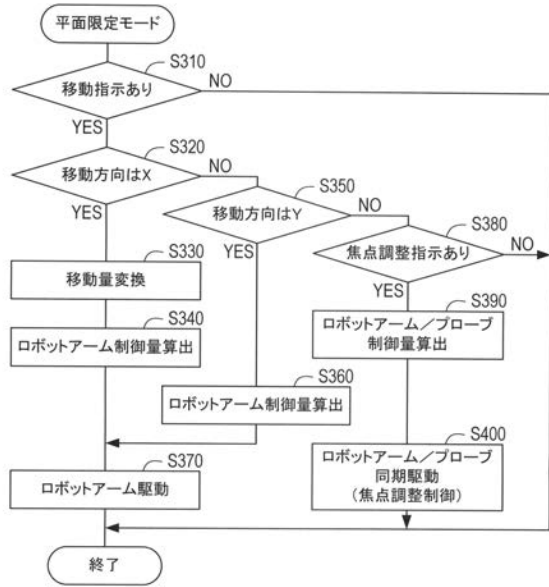 平面限定モード
S310
移動指示あり
NO
YES
S320
移動方向はX
NO
YES
S350
移動方向はY
NO
YES
S380
焦点調整指示あり
NO
YES
S330
移動量変換
S340
ロボットアーム制御量算出
S390
ロボットアーム／プローブ
制御量算出
S360
ロボットアーム制御量算出
S370
ロボットアーム駆動
S400
ロボットアーム／プローブ
同期駆動
（焦点調整制御）
終了